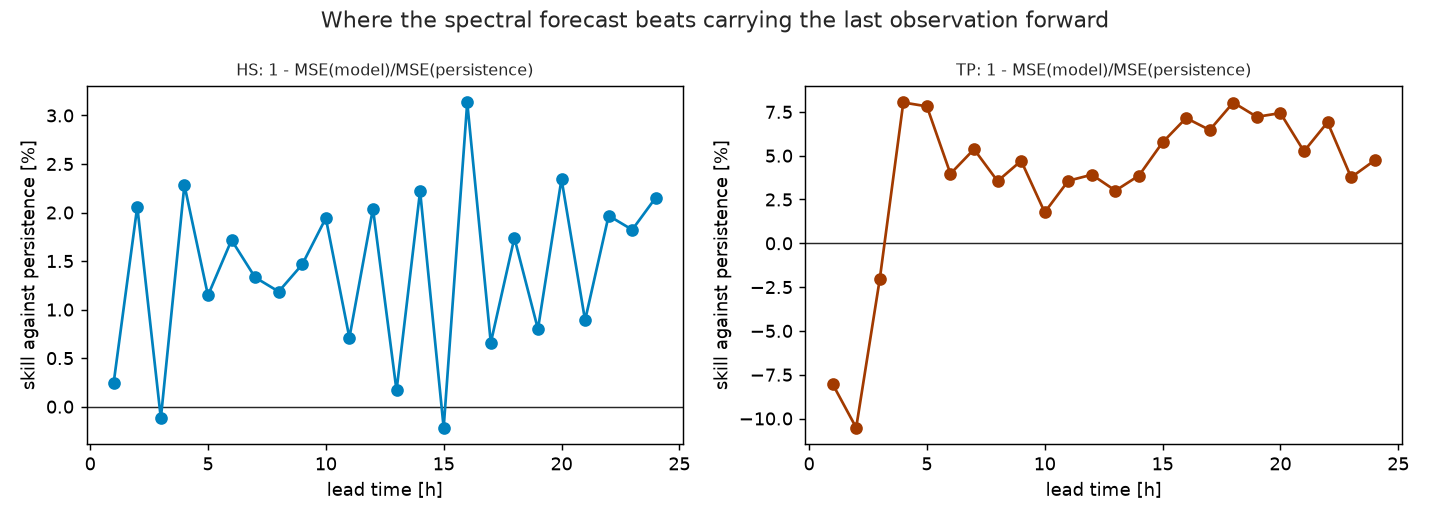 Where the spectral forecast beats carrying the last observation forward
HS: 1 - MSE(model)/MSE(persistence)
skill against persistence [%]
3.0
2.5
2.0
1.5
1.0
0.5
0.0
0 5 10 15 20 25
lead time [h]
TP: 1 - MSE(model)/MSE(persistence)
skill against persistence [%]
7.5
5.0
2.5
0.0
−2.5
−5.0
−7.5
−10.0
0 5 10 15 20 25
lead time [h]